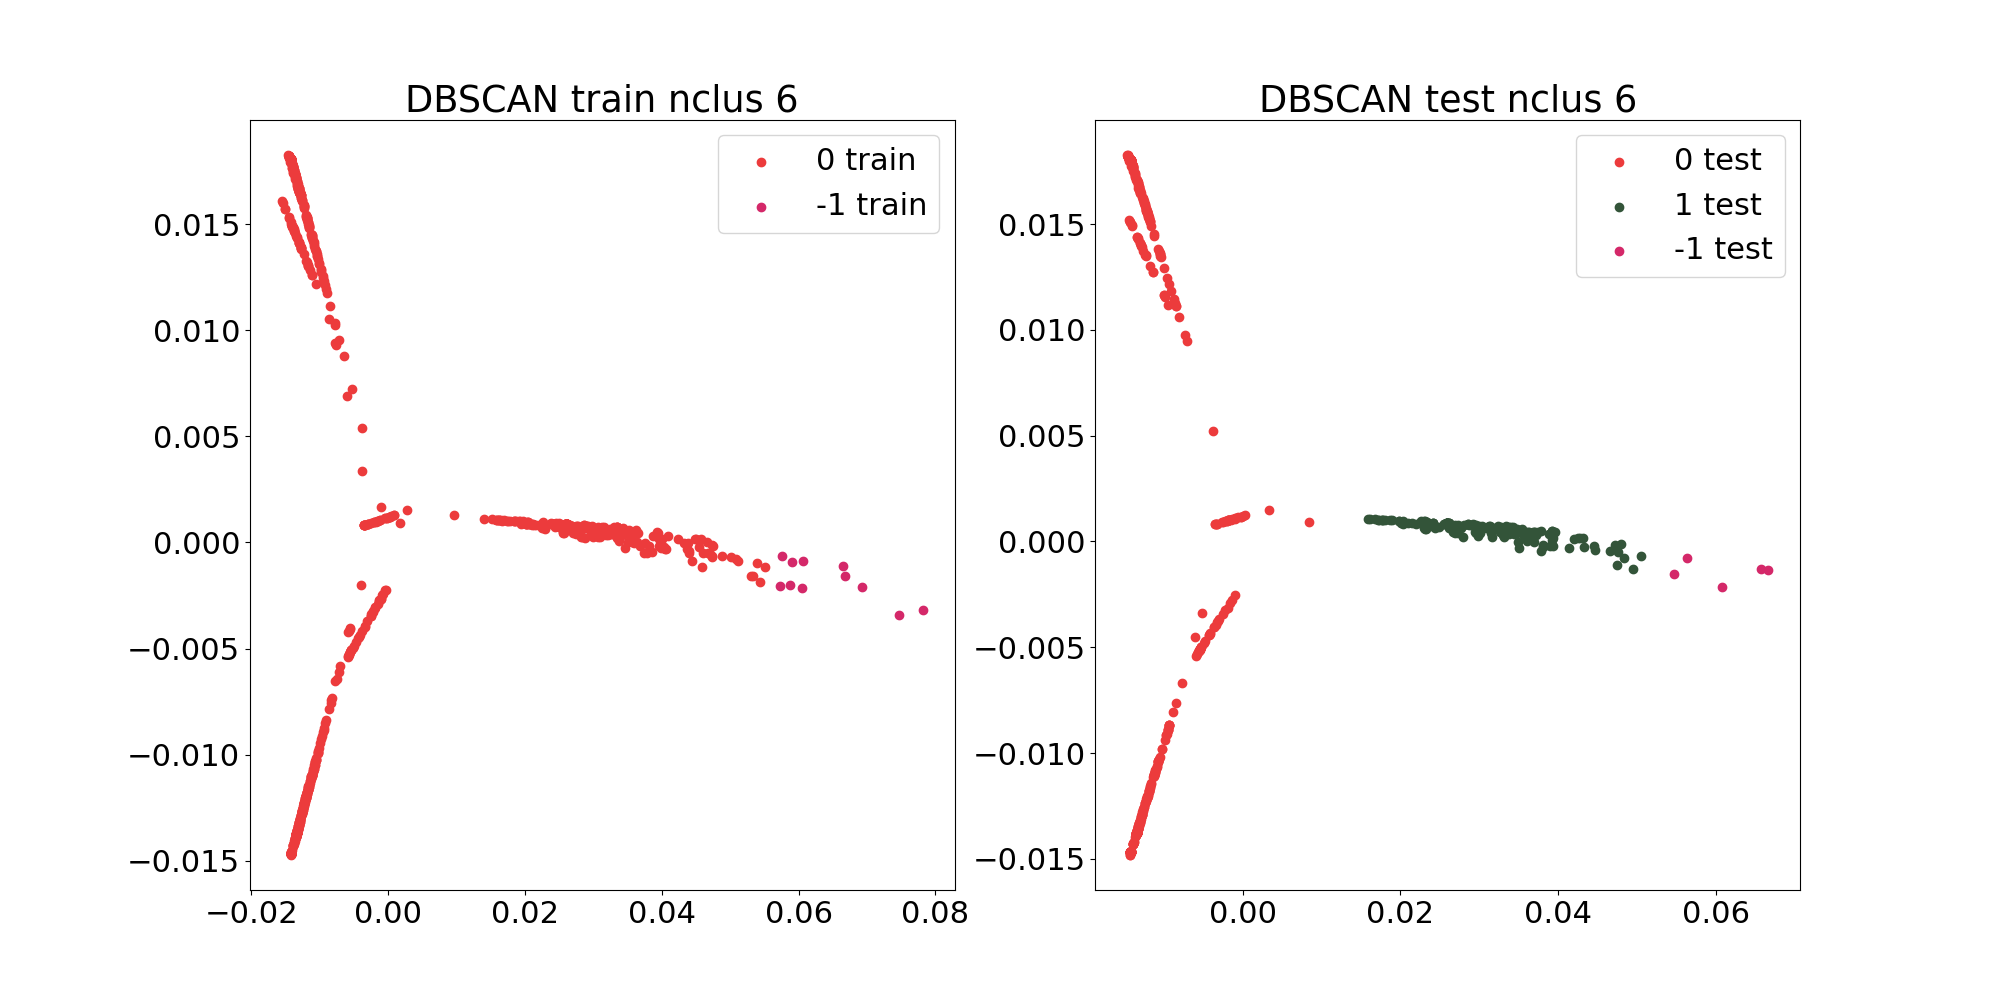 DBSCAN train nclus 6
0 train
-1 train
0.015
0.010
0.005
0.000
−0.005
−0.010
−0.015
−0.02 0.00 0.02 0.04 0.06 0.08
DBSCAN test nclus 6
0 test
1 test
-1 test
0.015
0.010
0.005
0.000
−0.005
−0.010
−0.015
0.00 0.02 0.04 0.06